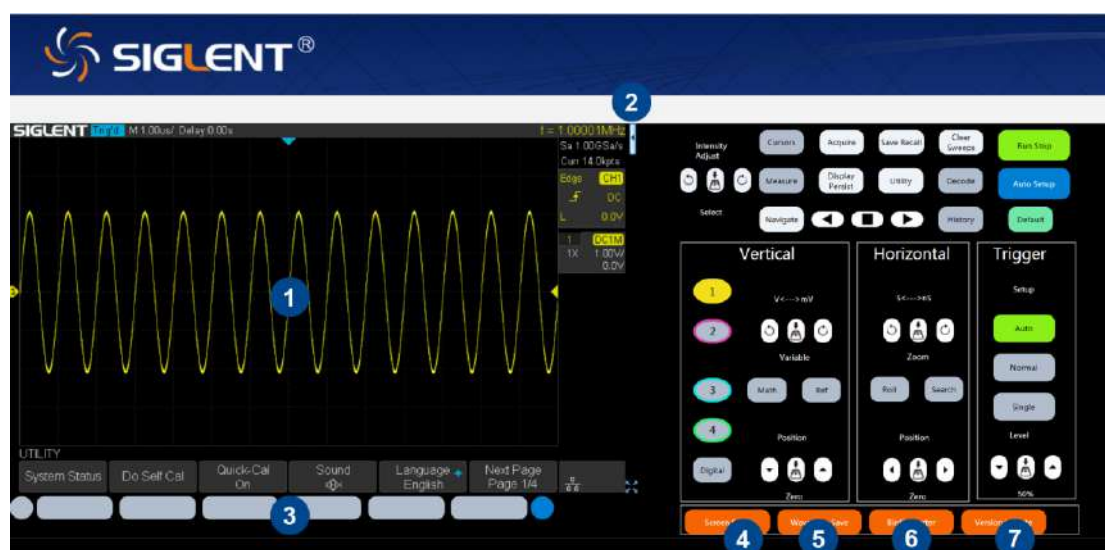 SIGLENT®
2
SIGLENT Trig'd M 1.00us/ Delay:0.00s f = 1.00001MHz
Sa 1.00GSa/s
Curr 14.0kpts
Edge CH1
DC
L 0.0V
1 DC1M
1X 1.00V/
0.0V
1
UTILITY
System Status Do Self Cal Quick-Cal On Sound Language English Next Page Page 1/4
3
Intensity Adjust
Select
Cursors Acquire Save Recall Clear Sweeps Run Stop
Measure Display Persist Utility Decode Auto Setup
Navigate History Default
Vertical
1
V<--->mV
2
Variable
3
Math Ref
4
Position
Digital
Zero
Horizontal
S<--->nS
Zoom
Roll Search
Position
Zero
Trigger
Setup
Auto
Normal
Single
Level
50%
Screen
4
Save
5
6
Version
7